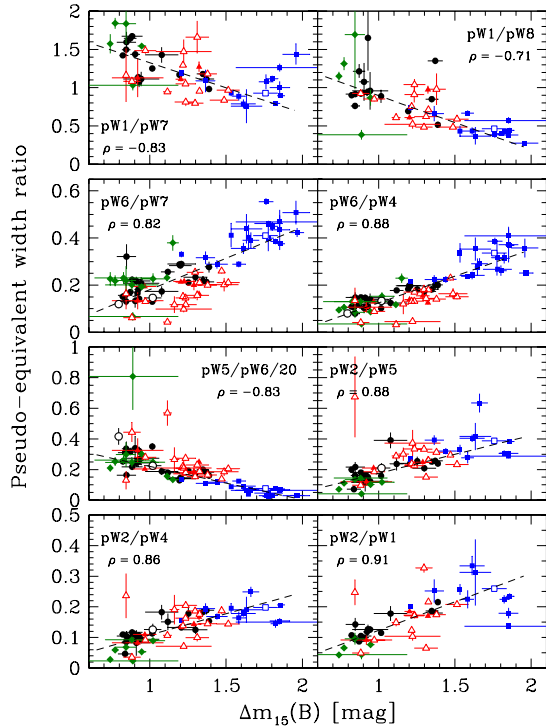 Pseudo-equivalent width ratio
2
1.5
1
0.5
0
pW1/pW7
ρ = −0.83
pW1/pW8
ρ = −0.71
0.6
0.4
0.2
0
pW6/pW7
ρ = 0.82
pW6/pW4
ρ = 0.88
1
0.8
0.6
0.4
0.2
0
pW5/pW6/20
ρ = −0.83
pW2/pW5
ρ = 0.88
0.5
0.4
0.3
0.2
0.1
0
pW2/pW4
ρ = 0.86
pW2/pW1
ρ = 0.91
1 1.5 2 1 1.5 2
Δm15(B) [mag]